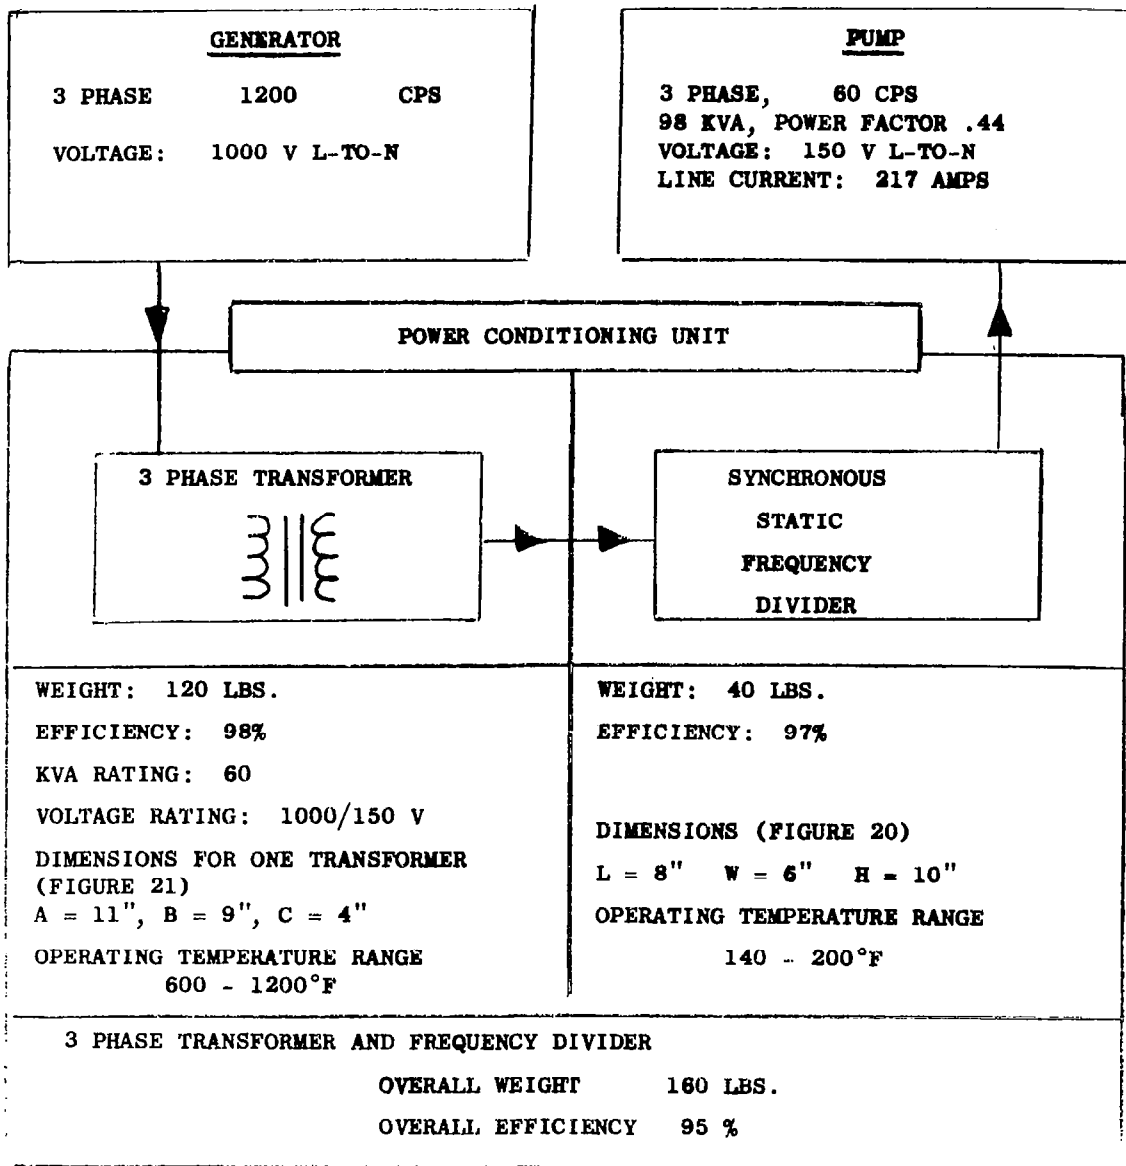 GENERATOR
3 PHASE 1200 CPS
VOLTAGE: 1000 V L-TO-N
PUMP
3 PHASE, 60 CPS
98 KVA, POWER FACTOR .44
VOLTAGE: 150 V L-TO-N
LINE CURRENT: 217 AMPS
POWER CONDITIONING UNIT
3 PHASE TRANSFORMER
SYNCHRONOUS
STATIC
FREQUENCY
DIVIDER
WEIGHT: 120 LBS.
EFFICIENCY: 98%
KVA RATING: 60
VOLTAGE RATING: 1000/150 V
DIMENSIONS FOR ONE TRANSFORMER
(FIGURE 21)
A = 11", B = 9", C = 4"
OPERATING TEMPERATURE RANGE
600 - 1200°F
WEIGHT: 40 LBS.
EFFICIENCY: 97%
DIMENSIONS (FIGURE 20)
L = 8" W = 6" H = 10"
OPERATING TEMPERATURE RANGE
140 - 200°F
3 PHASE TRANSFORMER AND FREQUENCY DIVIDER
OVERALL WEIGHT 160 LBS.
OVERALL EFFICIENCY 95 %